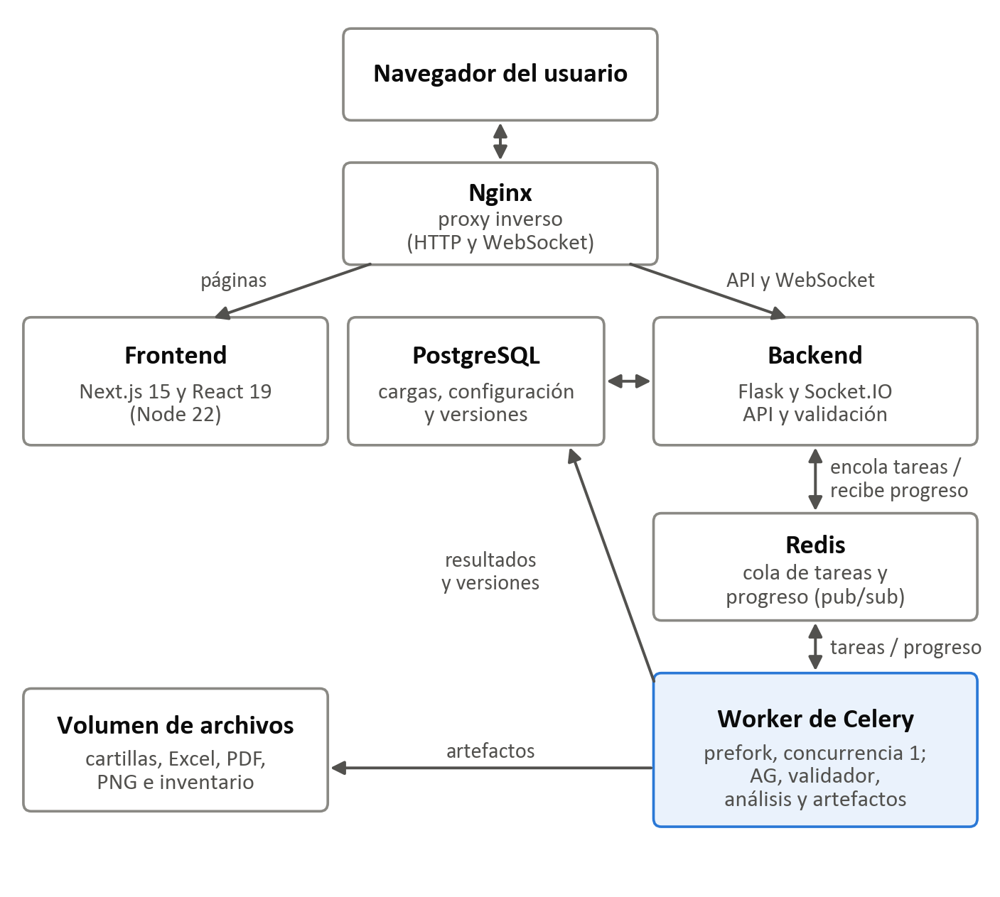 Navegador del usuario
Nginx
proxy inverso
(HTTP y WebSocket)
páginas
API y WebSocket
Frontend
Next.js 15 y React 19
(Node 22)
PostgreSQL
cargas, configuración
y versiones
Backend
Flask y Socket.IO
API y validación
encola tareas /
recibe progreso
Redis
cola de tareas y
progreso (pub/sub)
resultados
y versiones
tareas / progreso
Volumen de archivos
cartillas, Excel, PDF,
PNG e inventario
artefactos
Worker de Celery
prefork, concurrencia 1;
AG, validador,
análisis y artefactos